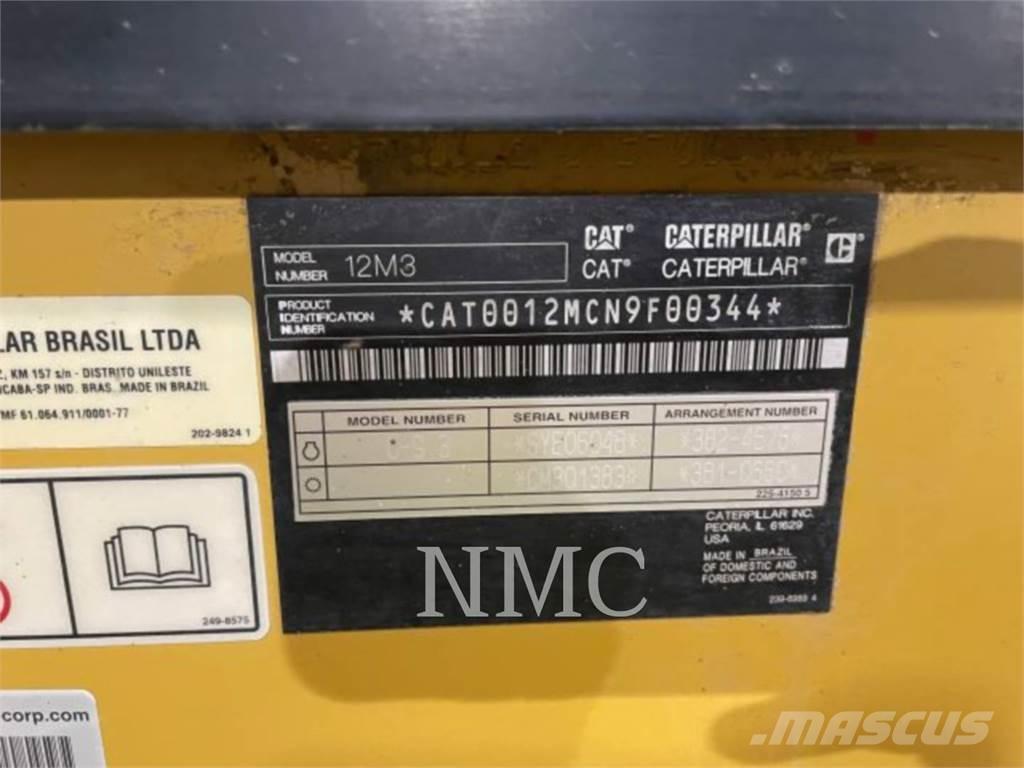 MODEL NUMBER 12M3
CAT® CATERPILLAR®
CAT® CATERPILLAR®
PRODUCT IDENTIFICATION NUMBER *CAT0012MCN9F00344*
MODEL NUMBER SERIAL NUMBER ARRANGEMENT NUMBER
225-4150 5
CATERPILLAR INC.
PEORIA, IL 61629
USA
MADE IN BRAZIL
OF DOMESTIC AND
FOREIGN COMPONENTS
LAR BRASIL LTDA
KM 157 s/n - DISTRITO UNILESTE
CABA-SP IND. BRAS. MADE IN BRAZIL
MF 61.064.911/0001-77
202-9824 1
249-8575
corp.com
NMC
MASCUS